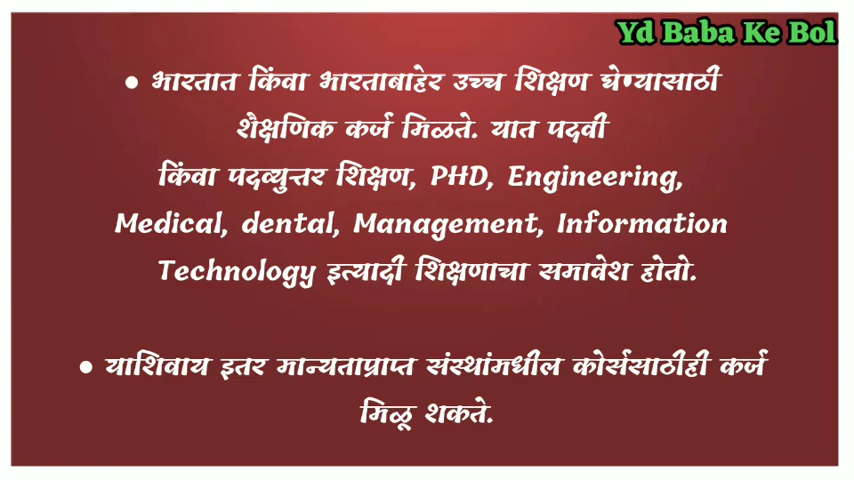 Yd Baba Ke Bol
• भारतात किंवा भारताबाहेर उच्च शिक्षण घेण्यासाठी
शैक्षणिक कर्ज मिळते. यात पदवी
किंवा पदव्युत्तर शिक्षण, PHD, Engineering,
Medical, dental, Management, Information
Technology इत्यादी शिक्षणाचा समावेश होतो.
• याशिवाय इतर मान्यताप्राप्त संस्थांमधील कोर्ससाठीही कर्ज
मिळू शकते.